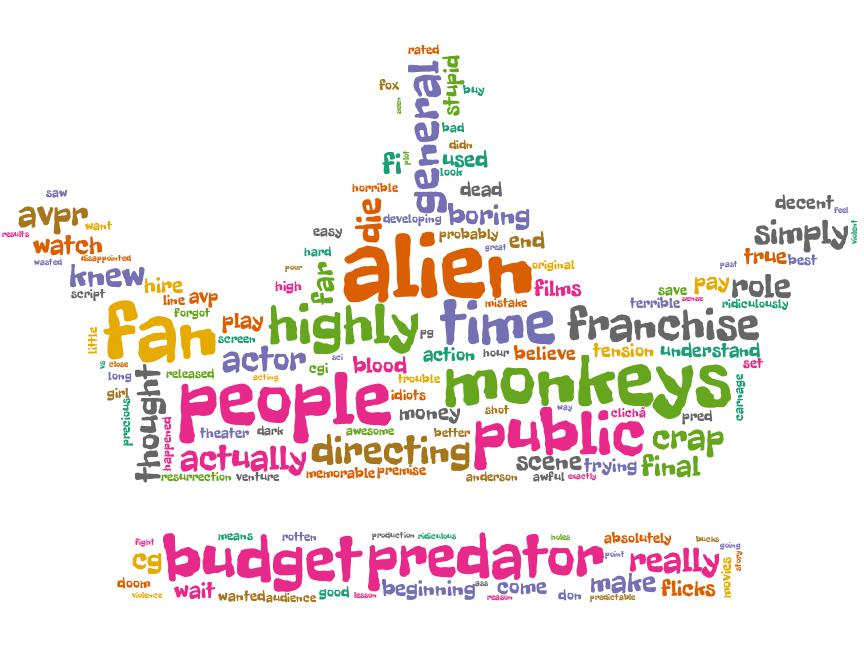 rated
fox
general
stupid
buy
seen
bad
didn
fi
plot
used
look
horrible
dead
saw
decent
feel
avpr
want
die
developing
boring
results
watch
easy
probably
end
simply
violent
wasted
disappointed
hard
alien
great
true
best
knew
poor
far
original
past
script
hire
high
films
save
pay
role
line
avp
mistake
terrible
sense
ridiculously
forgot
fan
play
highly
time
franchise
little
screen
pg
vs
close
actor
sci
action
hour
believe
tension
understand
long
released
acting
cgi
blood
trouble
monkeys
set
girl
thought
people
idiots
carnage
precious
money
shot
way
clichã
pred
happened
theater
dark
awesome
better
public
crap
actually
directing
scene
trying
final
resurrection
venture
memorable
premise
anderson
awful
exactly
fight
means
rotten
production
ridiculous
holes
absolutely
bucks
going
cg
budget
predator
point
really
story
doom
movies
violence
wait
wanted
audience
good
lesson
beginning
ass
reason
come
don
make
predictable
flicks